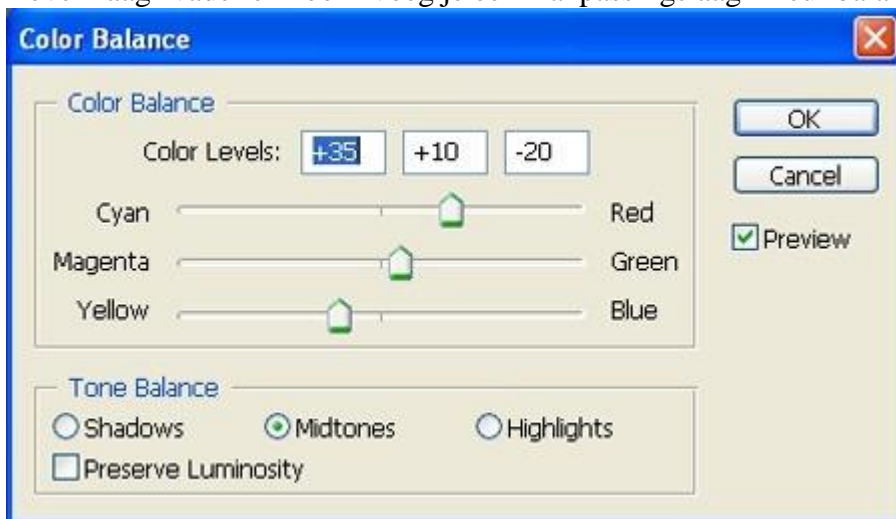 Color Balance
Color Balance
Color Levels: +35 +10 -20
Cyan Red
Magenta Green
Yellow Blue
OK
Cancel
Preview
Tone Balance
Shadows Midtones Highlights
Preserve Luminosity